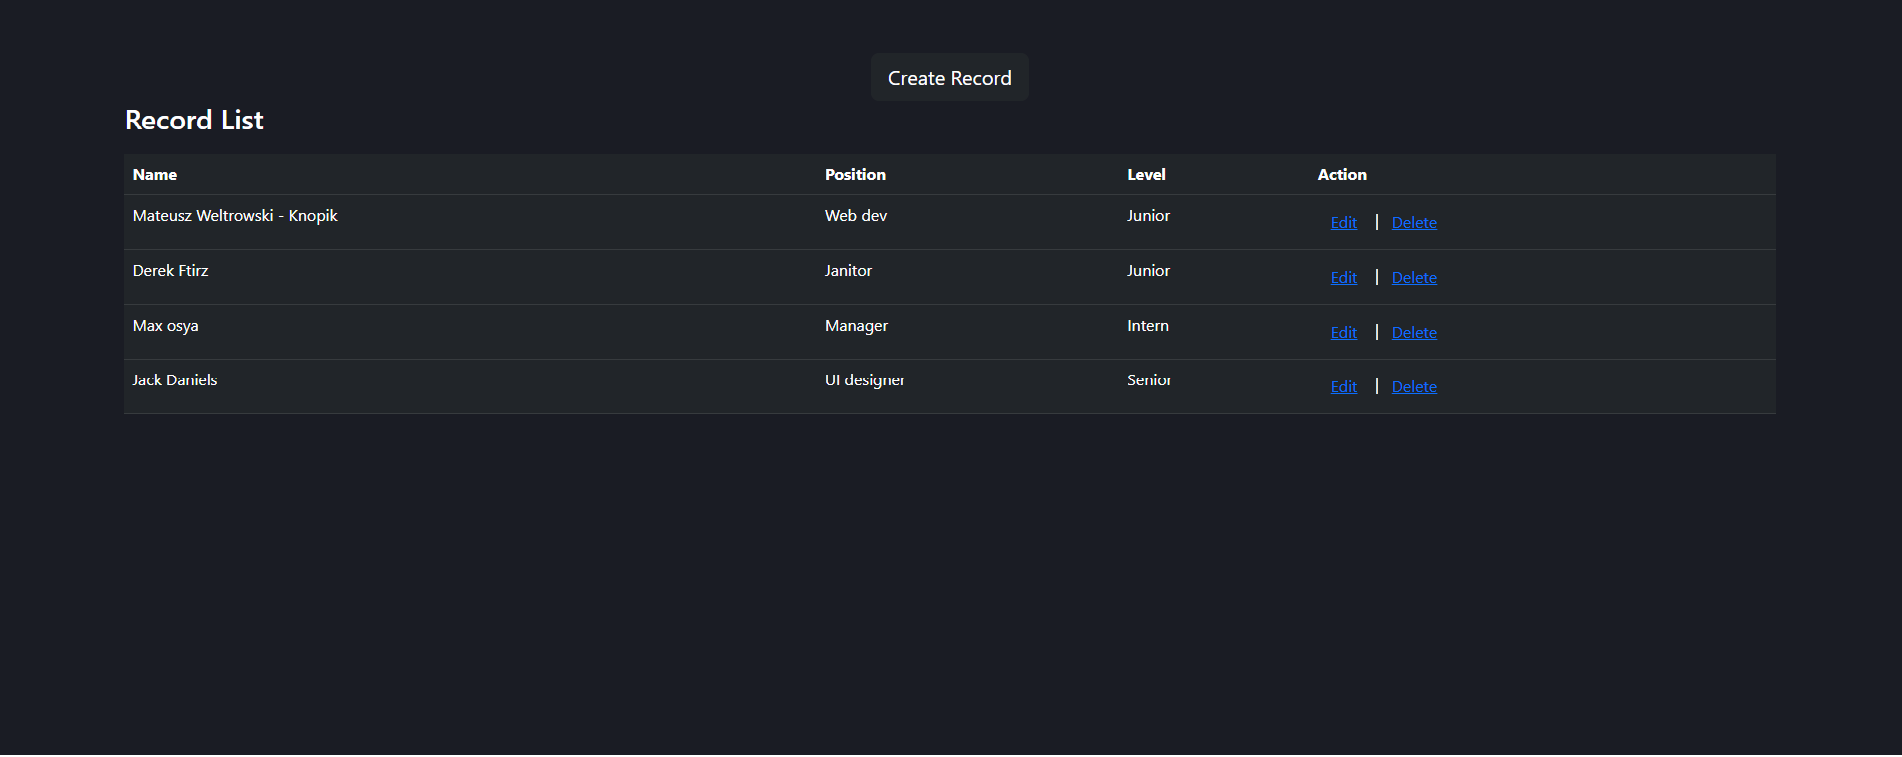 Create Record
Record List
Name Position Level Action
Mateusz Weltrowski - Knopik Web dev Junior Edit | Delete
Derek Ftirz Janitor Junior Edit | Delete
Max osya Manager Intern Edit | Delete
Jack Daniels UI designer Senior Edit | Delete